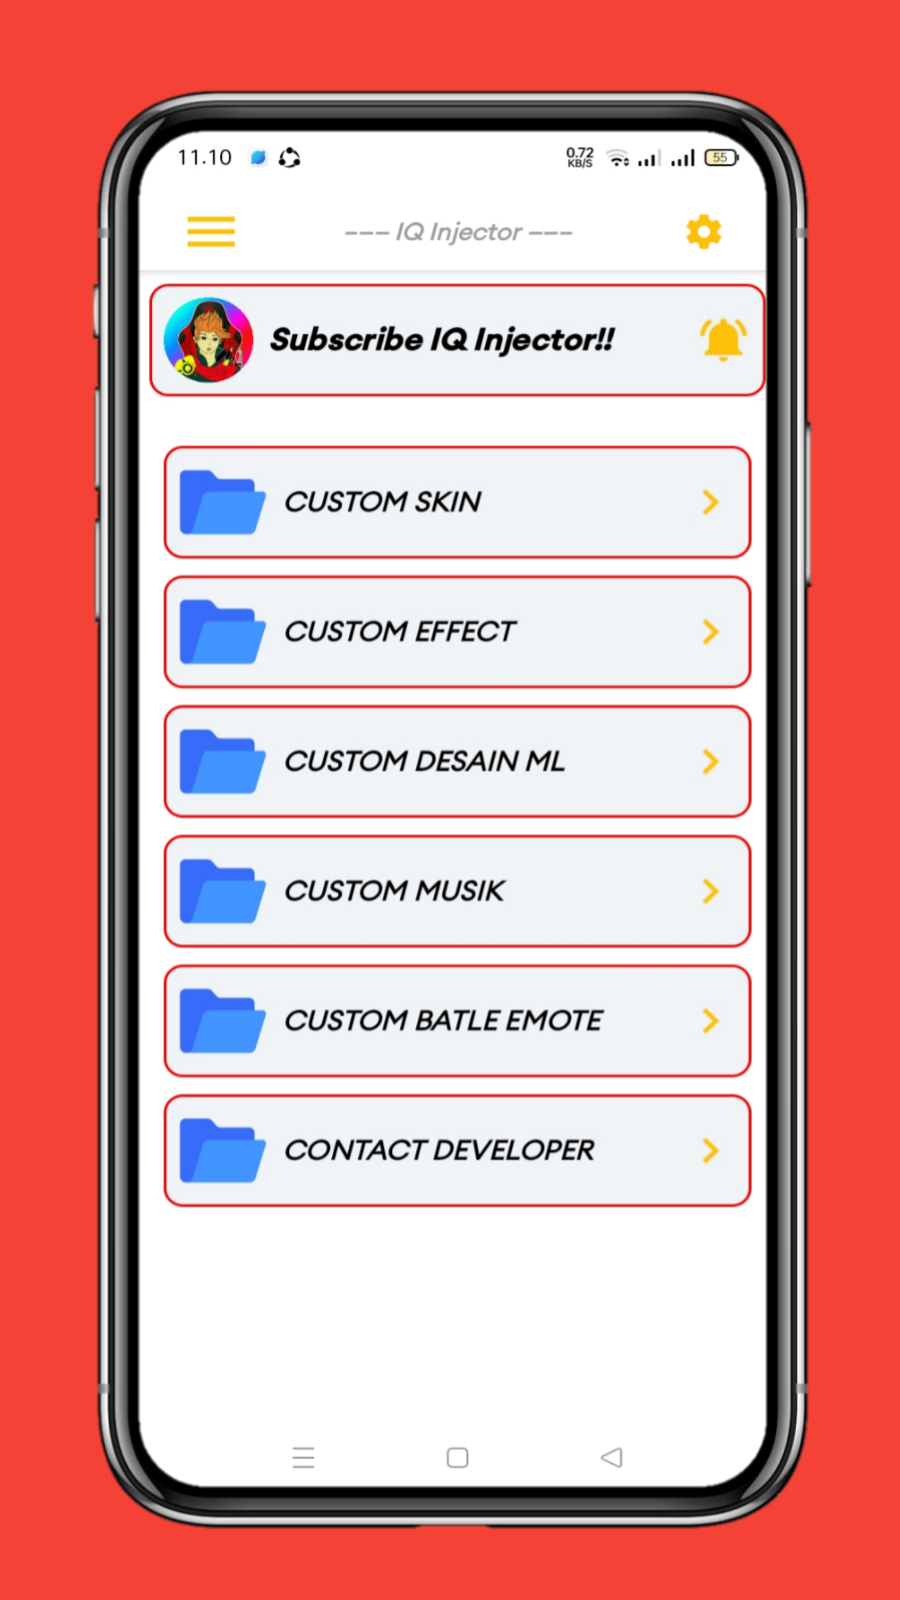 11.10
0.72
KB/S
55
--- IQ Injector ---
Subscribe IQ Injector!!
CUSTOM SKIN
CUSTOM EFFECT
CUSTOM DESAIN ML
CUSTOM MUSIK
CUSTOM BATLE EMOTE
CONTACT DEVELOPER